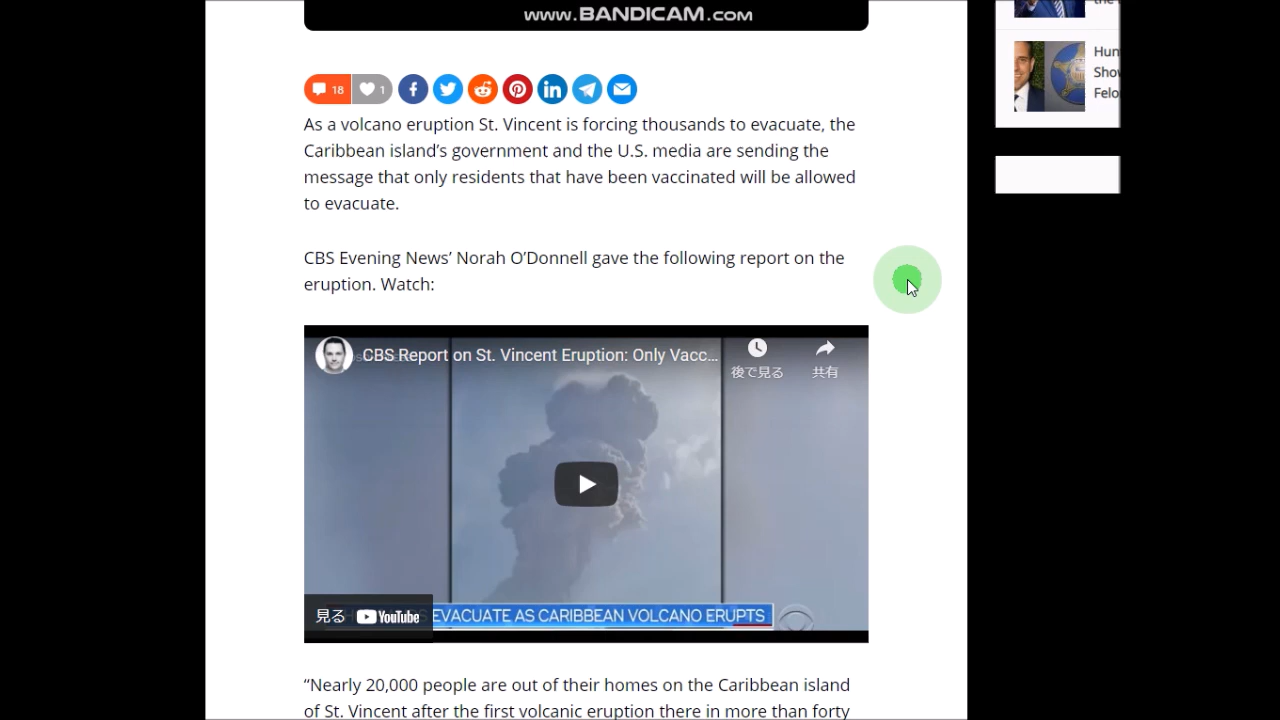 www.BANDICAM.com
the
Hun
Show
Felo
18
1
As a volcano eruption St. Vincent is forcing thousands to evacuate, the
Caribbean island’s government and the U.S. media are sending the
message that only residents that have been vaccinated will be allowed
to evacuate.
CBS Evening News’ Norah O’Donnell gave the following report on the
eruption. Watch:
CBS Report on St. Vincent Eruption: Only Vacc...
後で見る
共有
見る YouTube
EVACUATE AS CARIBBEAN VOLCANO ERUPTS
“Nearly 20,000 people are out of their homes on the Caribbean island
of St. Vincent after the first volcanic eruption there in more than forty